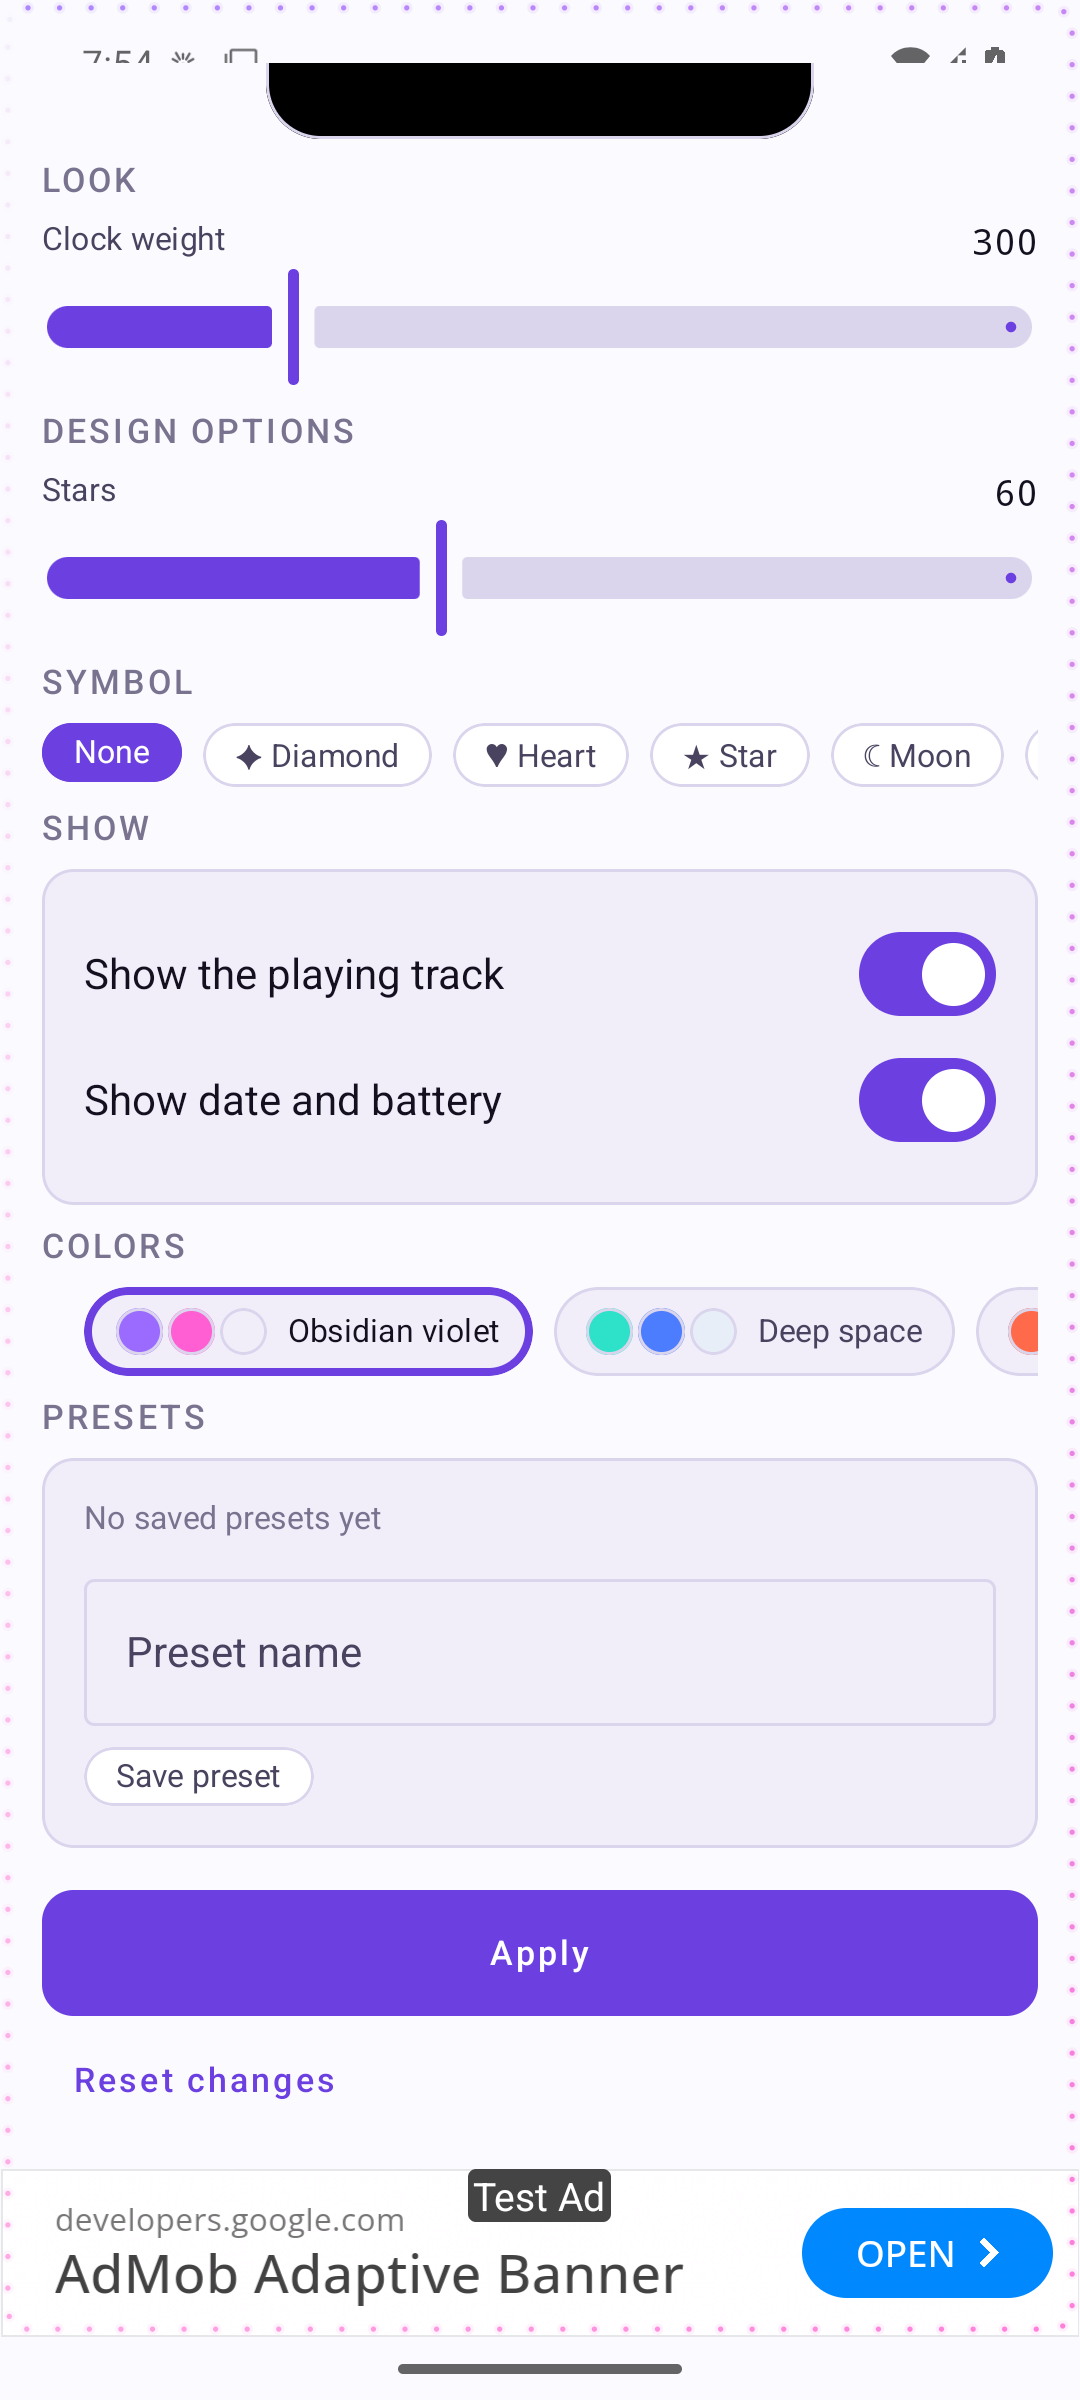 7:54
LOOK
Clock weight 300
DESIGN OPTIONS
Stars 60
SYMBOL
None ✦ Diamond ♥ Heart ★ Star ☾ Moon
SHOW
Show the playing track
Show date and battery
COLORS
Obsidian violet Deep space
PRESETS
No saved presets yet
Preset name
Save preset
Apply
Reset changes
Test Ad
developers.google.com
AdMob Adaptive Banner
OPEN